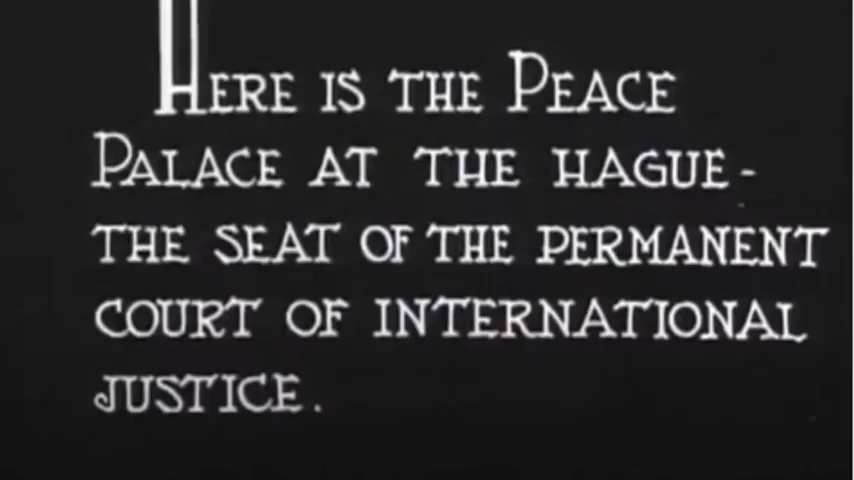 HERE IS THE PEACE
PALACE AT THE HAGUE -
THE SEAT OF THE PERMANENT
COURT OF INTERNATIONAL
JUSTICE.